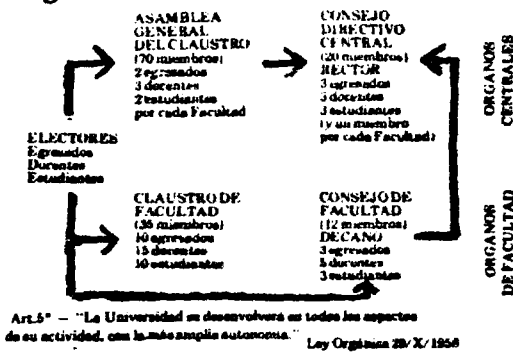 ASAMBLEA
GENERAL
DEL CLAUSTRO
(70 miembros)
2 egresados
3 docentes
2 estudiantes
por cada Facultad
CONSEJO
DIRECTIVO
CENTRAL
(20 miembros)
RECTOR
3 egresados
3 docentes
3 estudiantes
(y un miembro
por cada Facultad)
ORGANOS
CENTRALES
ELECTORES
Egresados
Docentes
Estudiantes
CLAUSTRO DE
FACULTAD
(35 miembros)
10 egresados
15 docentes
10 estudiantes
CONSEJO DE
FACULTAD
(12 miembros)
DECANO
3 egresados
5 docentes
3 estudiantes
ORGANOS
DE FACULTAD
Art. 5° — "La Universidad se desenvolverá en todos los aspectos
de su actividad, con la más amplia autonomía."
Ley Orgánica 29/X/1958